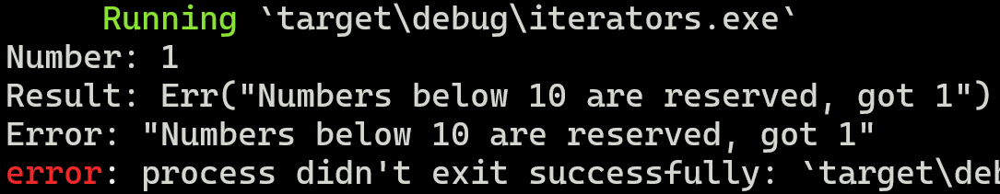 Running `target\debug\iterators.exe`
Number: 1
Result: Err("Numbers below 10 are reserved, got 1")
Error: "Numbers below 10 are reserved, got 1"
error: process didn't exit successfully: `target\deb